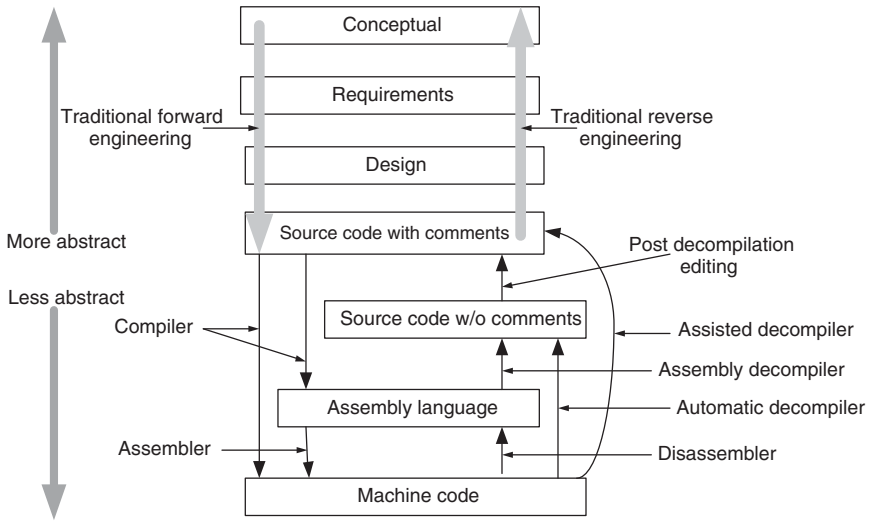 Conceptual
Requirements
Traditional forward
engineering
Traditional reverse
engineering
Design
More abstract
Source code with comments
Post decompilation
editing
Less abstract
Compiler
Source code w/o comments
Assisted decompiler
Assembly decompiler
Assembly language
Automatic decompiler
Assembler
Disassembler
Machine code